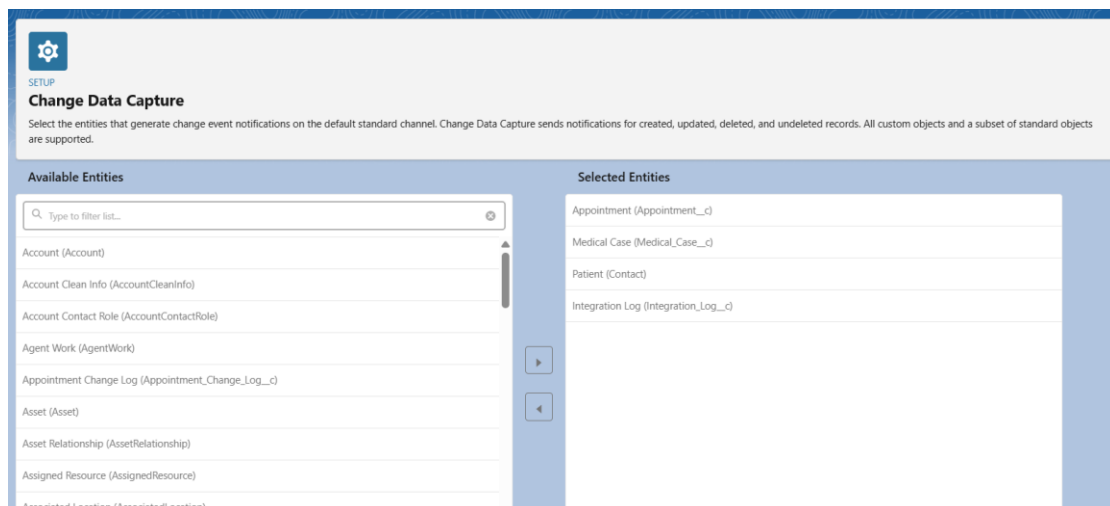 SETUP
Change Data Capture
Select the entities that generate change event notifications on the default standard channel. Change Data Capture sends notifications for created, updated, deleted, and undeleted records. All custom objects and a subset of standard objects
are supported.
Available Entities
Type to filter list...
Account (Account)
Account Clean Info (AccountCleanInfo)
Account Contact Role (AccountContactRole)
Agent Work (AgentWork)
Appointment Change Log (Appointment_Change_Log__c)
Asset (Asset)
Asset Relationship (AssetRelationship)
Assigned Resource (AssignedResource)
Associated Location (AssociatedLocation)
Selected Entities
Appointment (Appointment__c)
Medical Case (Medical_Case__c)
Patient (Contact)
Integration Log (Integration_Log__c)